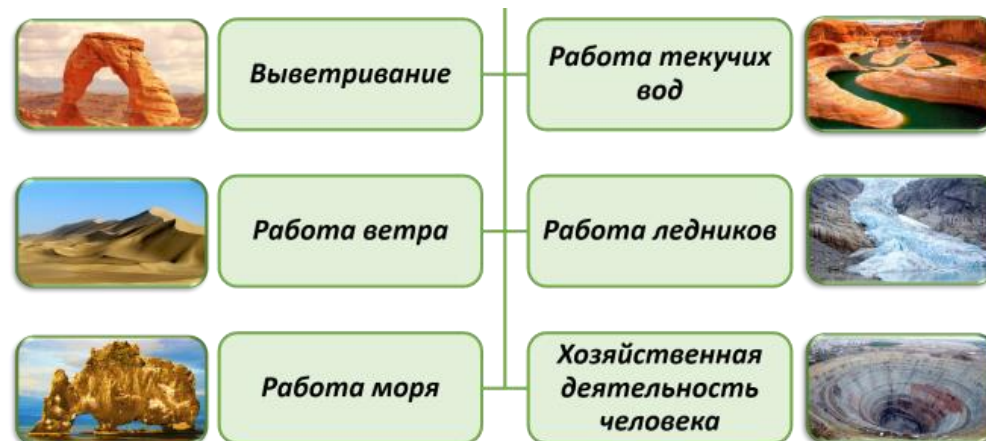 Выветривание
Работа текучих
вод
Работа ветра
Работа ледников
Работа моря
Хозяйственная
деятельность
человека